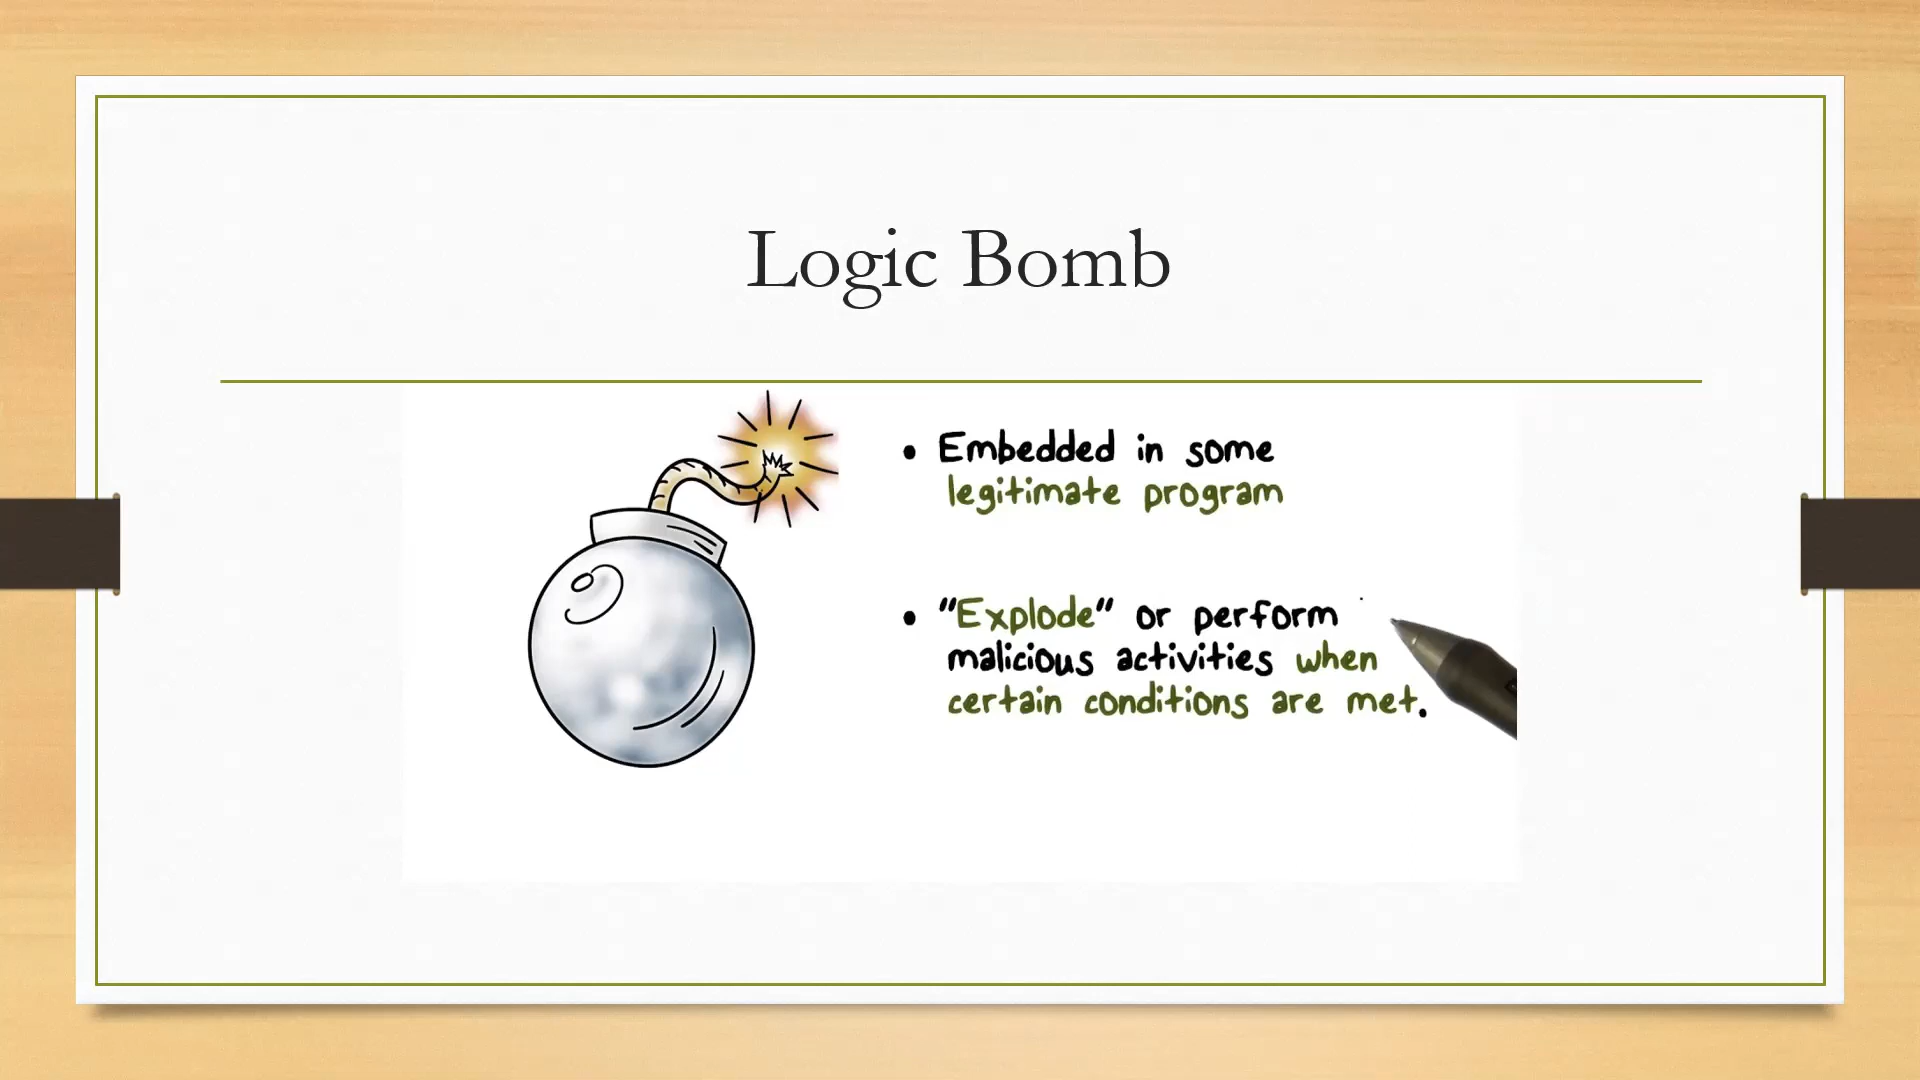 Logic Bomb
• Embedded in some
legitimate program
• "Explode" or perform
malicious activities when
certain conditions are met.